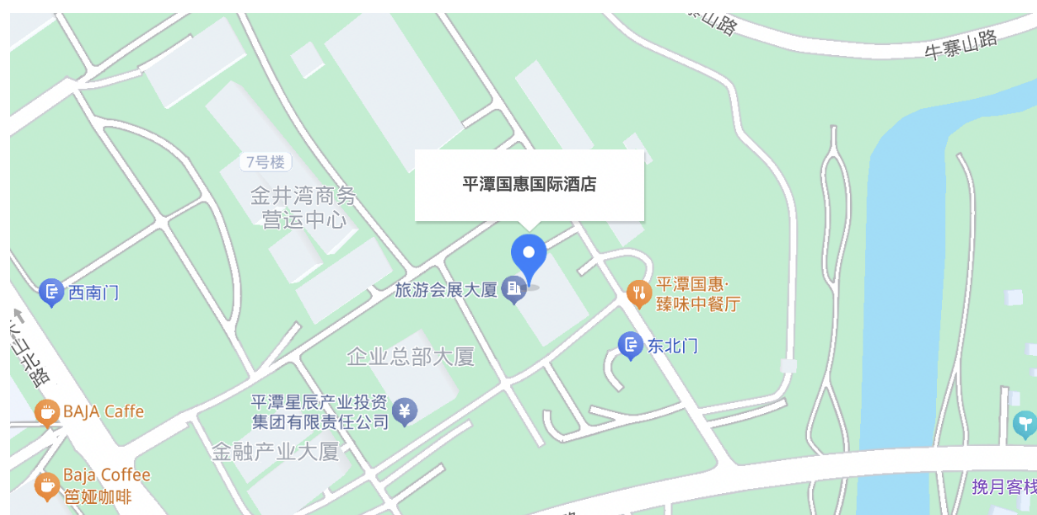 山路
牛寨山路
7号楼
平潭国惠国际酒店
金井湾商务
营运中心
西南门
旅游会展大厦
平潭国惠·
臻味中餐厅
东北门
山北路
企业总部大厦
BAJA Caffe
平潭星辰产业投资
集团有限责任公司
¥
金融产业大厦
Baja Coffee
芭娅咖啡
挽月客栈